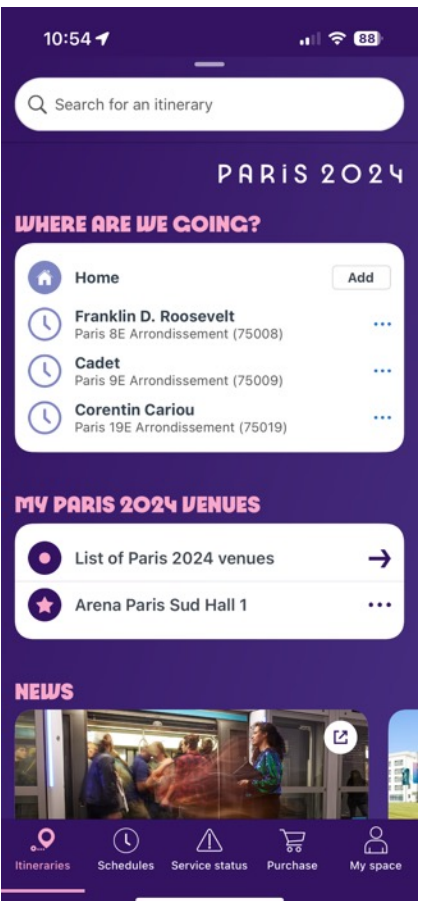 10:54
88
Search for an itinerary
PARiS 2024
WHERE ARE WE GOING?
Home
Add
Franklin D. Roosevelt
Paris 8E Arrondissement (75008)
Cadet
Paris 9E Arrondissement (75009)
Corentin Cariou
Paris 19E Arrondissement (75019)
MY PARIS 2024 VENUES
List of Paris 2024 venues
Arena Paris Sud Hall 1
NEWS
Itineraries
Schedules
Service status
Purchase
My space